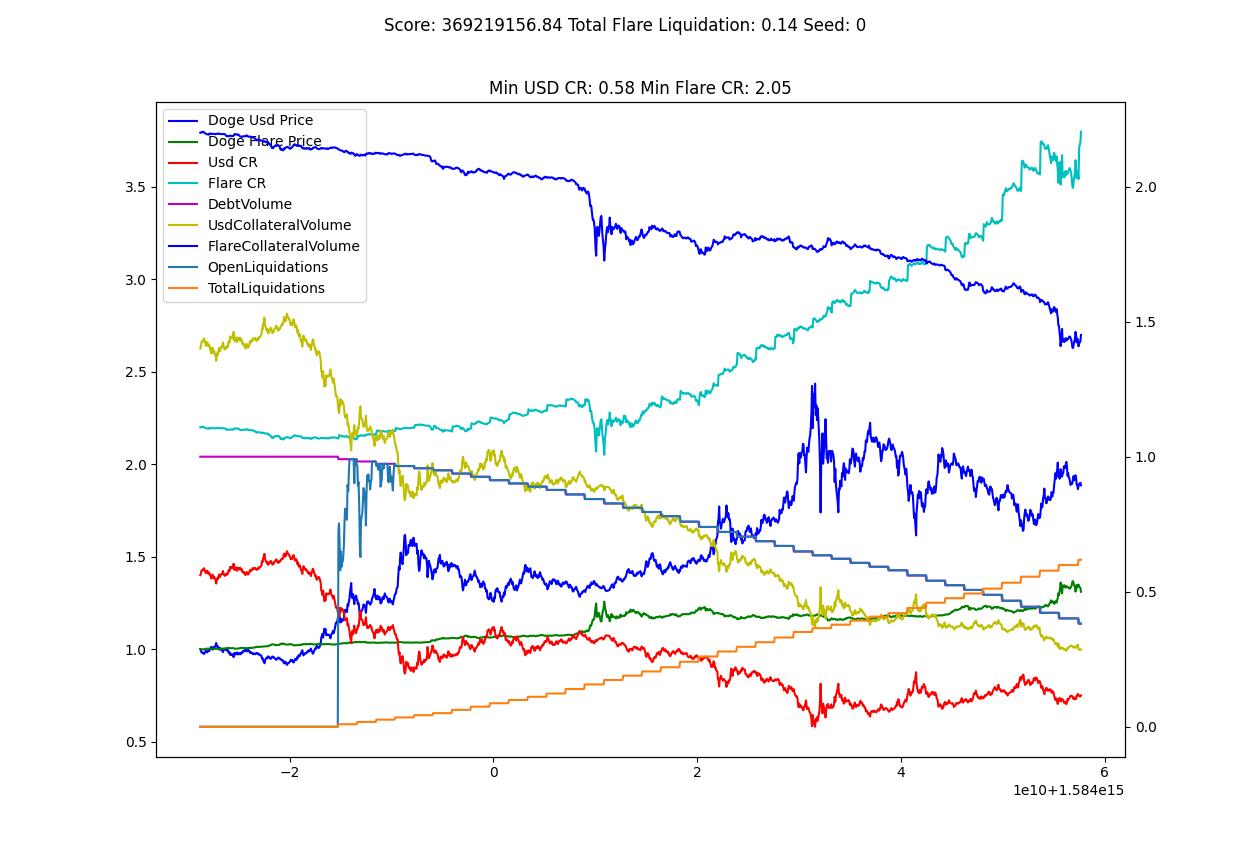 Score: 369219156.84 Total Flare Liquidation: 0.14 Seed: 0
Min USD CR: 0.58 Min Flare CR: 2.05
Doge Usd Price
Doge Flare Price
Usd CR
Flare CR
DebtVolume
UsdCollateralVolume
FlareCollateralVolume
OpenLiquidations
TotalLiquidations
3.5
3.0
2.5
2.0
1.5
1.0
0.5
2.0
1.5
1.0
0.5
0.0
−2
0
2
4
6
1e10+1.584e15